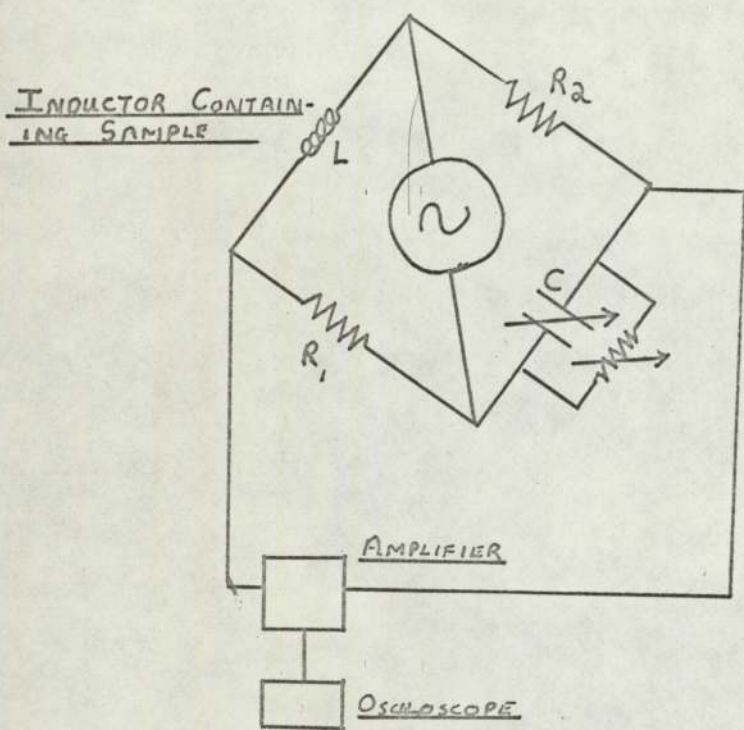 R2
INDUCTOR CONTAIN-
ING SAMPLE
L
C
R1
AMPLIFIER
OSCILOSCOPE